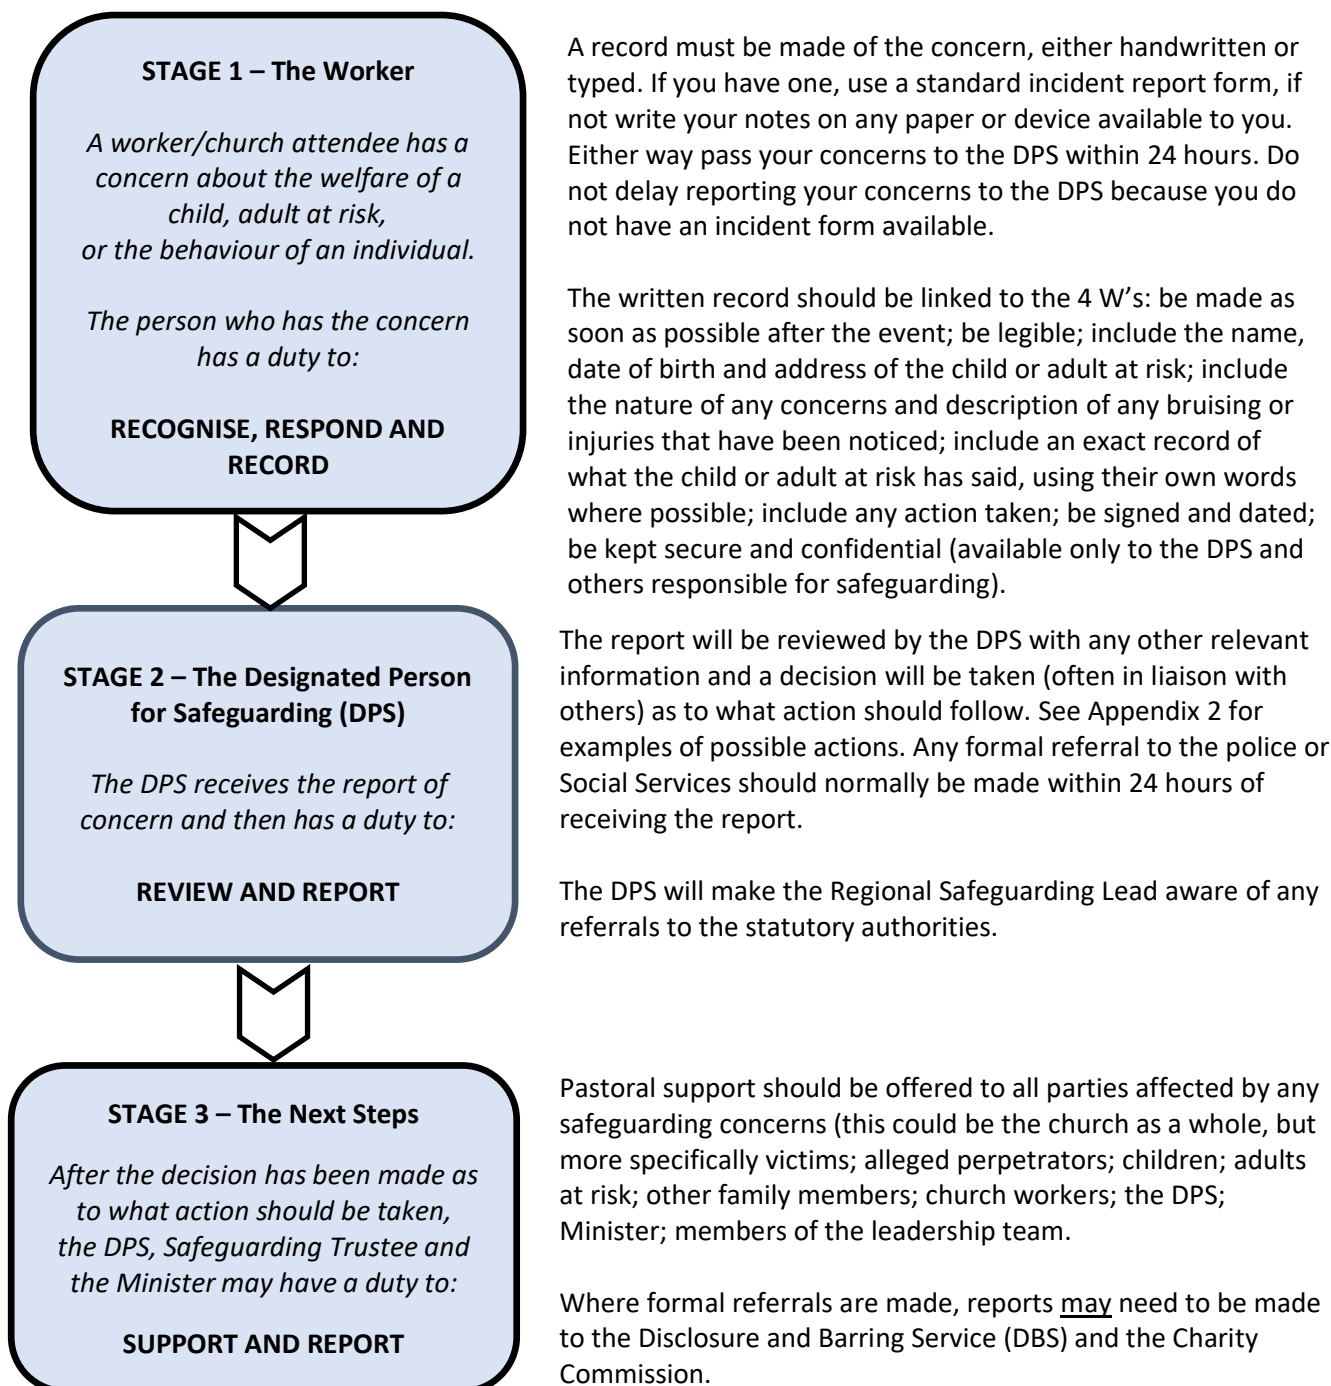 STAGE 1 – The Worker
A worker/church attendee has a
concern about the welfare of a
child, adult at risk,
or the behaviour of an individual.
The person who has the concern
has a duty to:
RECOGNISE, RESPOND AND
RECORD
A record must be made of the concern, either handwritten or
typed. If you have one, use a standard incident report form, if
not write your notes on any paper or device available to you.
Either way pass your concerns to the DPS within 24 hours. Do
not delay reporting your concerns to the DPS because you do
not have an incident form available.
The written record should be linked to the 4 W’s: be made as
soon as possible after the event; be legible; include the name,
date of birth and address of the child or adult at risk; include
the nature of any concerns and description of any bruising or
injuries that have been noticed; include an exact record of
what the child or adult at risk has said, using their own words
where possible; include any action taken; be signed and dated;
be kept secure and confidential (available only to the DPS and
others responsible for safeguarding).
STAGE 2 – The Designated Person
for Safeguarding (DPS)
The DPS receives the report of
concern and then has a duty to:
REVIEW AND REPORT
The report will be reviewed by the DPS with any other relevant
information and a decision will be taken (often in liaison with
others) as to what action should follow. See Appendix 2 for
examples of possible actions. Any formal referral to the police or
Social Services should normally be made within 24 hours of
receiving the report.
The DPS will make the Regional Safeguarding Lead aware of any
referrals to the statutory authorities.
STAGE 3 – The Next Steps
After the decision has been made as
to what action should be taken,
the DPS, Safeguarding Trustee and
the Minister may have a duty to:
SUPPORT AND REPORT
Pastoral support should be offered to all parties affected by any
safeguarding concerns (this could be the church as a whole, but
more specifically victims; alleged perpetrators; children; adults
at risk; other family members; church workers; the DPS;
Minister; members of the leadership team.
Where formal referrals are made, reports may need to be made
to the Disclosure and Barring Service (DBS) and the Charity
Commission.